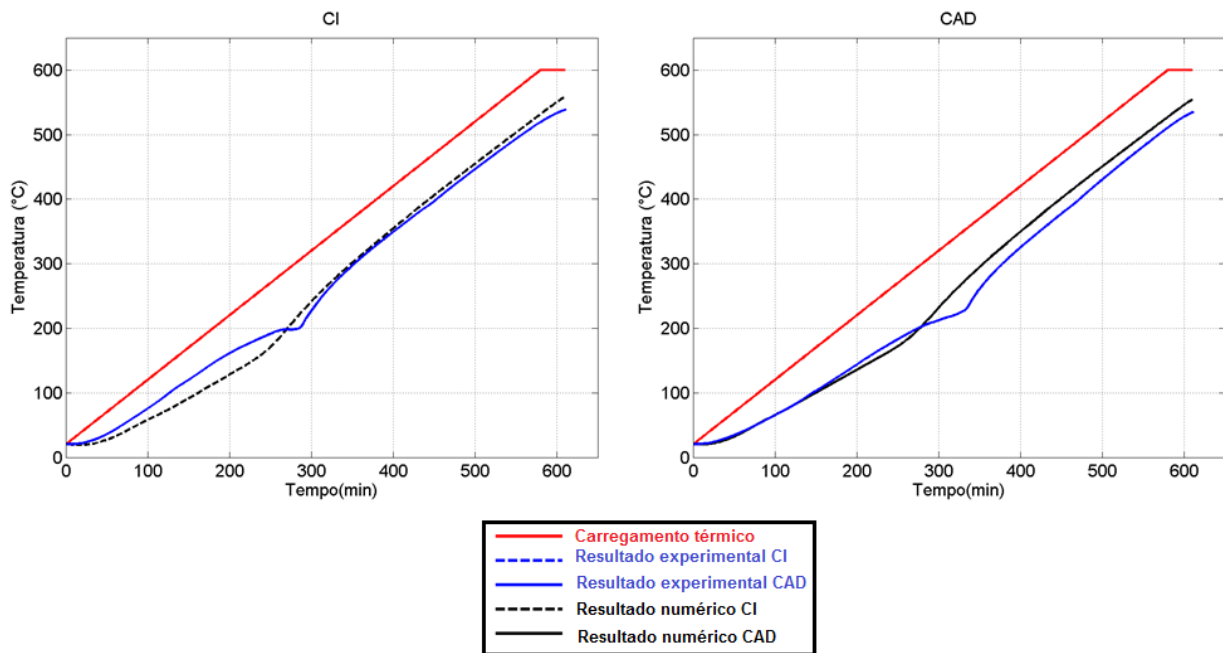 CI
CAD
600
500
400
300
200
100
0
Temperatura (°C)
0 100 200 300 400 500 600
Tempo(min)
600
500
400
300
200
100
0
Temperatura (°C)
0 100 200 300 400 500 600
Tempo(min)
Carregamento térmico
Resultado experimental CI
Resultado experimental CAD
Resultado numérico CI
Resultado numérico CAD